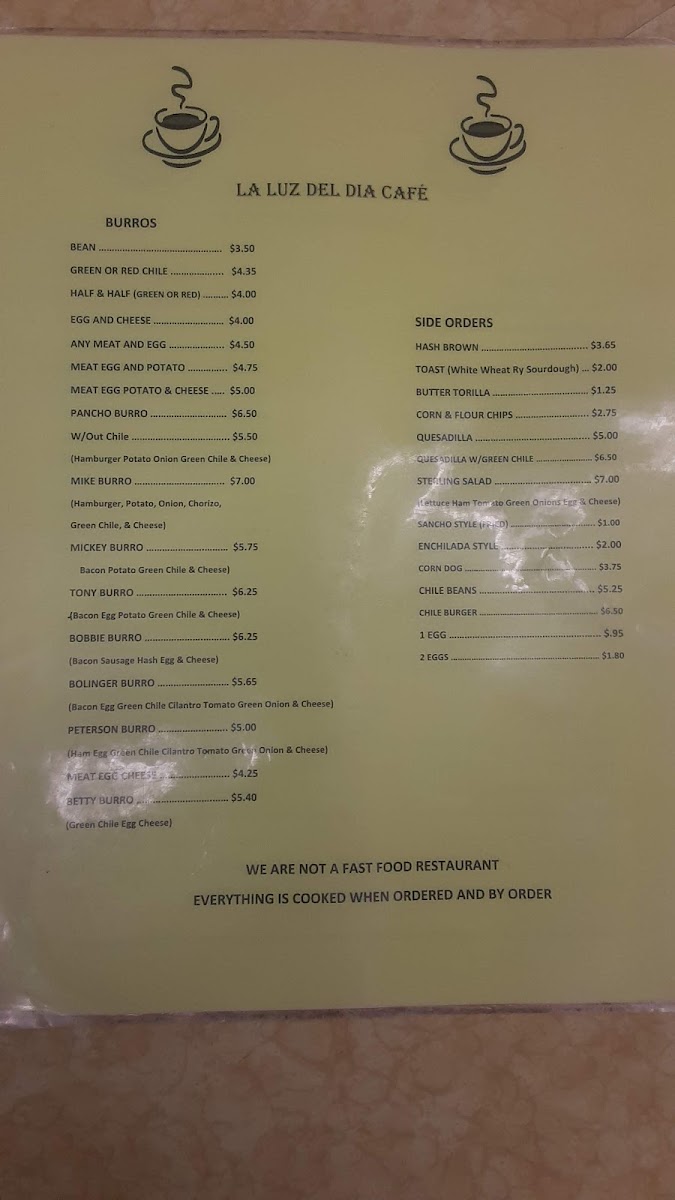 LA LUZ DEL DIA CAFÉ
BURROS
BEAN ................................................ $3.50
GREEN OR RED CHILE .................... $4.35
HALF & HALF (GREEN OR RED) .......... $4.00
EGG AND CHEESE ........................... $4.00
ANY MEAT AND EGG ..................... $4.50
MEAT EGG AND POTATO ............... $4.75
MEAT EGG POTATO & CHEESE ..... $5.00
PANCHO BURRO ............................. $6.50
W/Out Chile ..................................... $5.50
(Hamburger Potato Onion Green Chile & Cheese)
MIKE BURRO .................................. $7.00
(Hamburger, Potato, Onion, Chorizo,
Green Chile, & Cheese)
MICKEY BURRO ............................... $5.75
Bacon Potato Green Chile & Cheese)
TONY BURRO .................................. $6.25
(Bacon Egg Potato Green Chile & Cheese)
BOBBIE BURRO ................................ $6.25
(Bacon Sausage Hash Egg & Cheese)
BOLINGER BURRO ........................... $5.65
(Bacon Egg Green Chile Cilantro Tomato Green Onion & Cheese)
PETERSON BURRO ........................... $5.00
(Ham Egg Green Chile Cilantro Tomato Green Onion & Cheese)
MEAT EGG CHEESE .......................... $4.25
BETTY BURRO ................................... $5.40
(Green Chile Egg Cheese)
SIDE ORDERS
HASH BROWN ........................................ $3.65
TOAST (White Wheat Ry Sourdough) ... $2.00
BUTTER TORILLA .................................... $1.25
CORN & FLOUR CHIPS ............................ $2.75
QUESADILLA ........................................... $5.00
QUESADILLA W/GREEN CHILE ........................ $6.50
STERLING SALAD ................................................ $7.00
(Lettuce Ham Tomato Green Onions Egg & Cheese)
SANCHO STYLE (FRIED) ................................. $1.00
ENCHILADA STYLE ................................... $2.00
CORN DOG .................................................... $3.75
CHILE BEANS ............................................ $5.25
CHILE BURGER ................................................ $6.50
1 EGG ......................................................... $.95
2 EGGS ......................................................... $1.80
WE ARE NOT A FAST FOOD RESTAURANT
EVERYTHING IS COOKED WHEN ORDERED AND BY ORDER